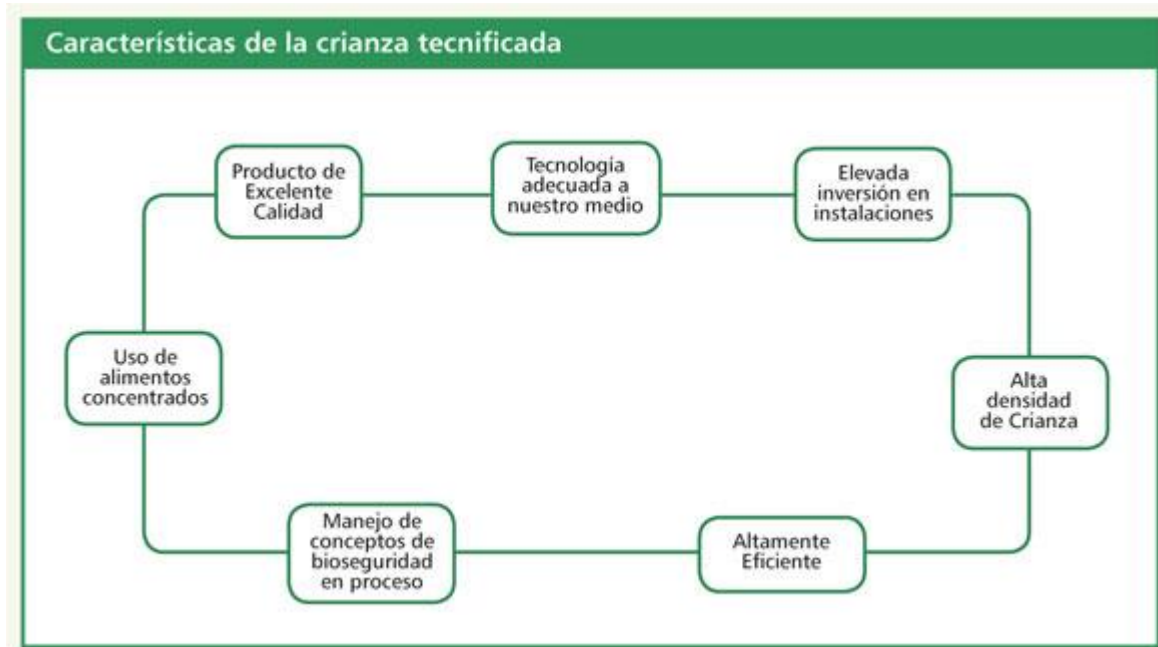 Características de la crianza tecnificada
Producto de
Excelente
Calidad
Tecnología
adecuada a
nuestro medio
Elevada
inversión en
instalaciones
Uso de
alimentos
concentrados
Alta
densidad
de Crianza
Manejo de
conceptos de
bioseguridad
en proceso
Altamente
Eficiente